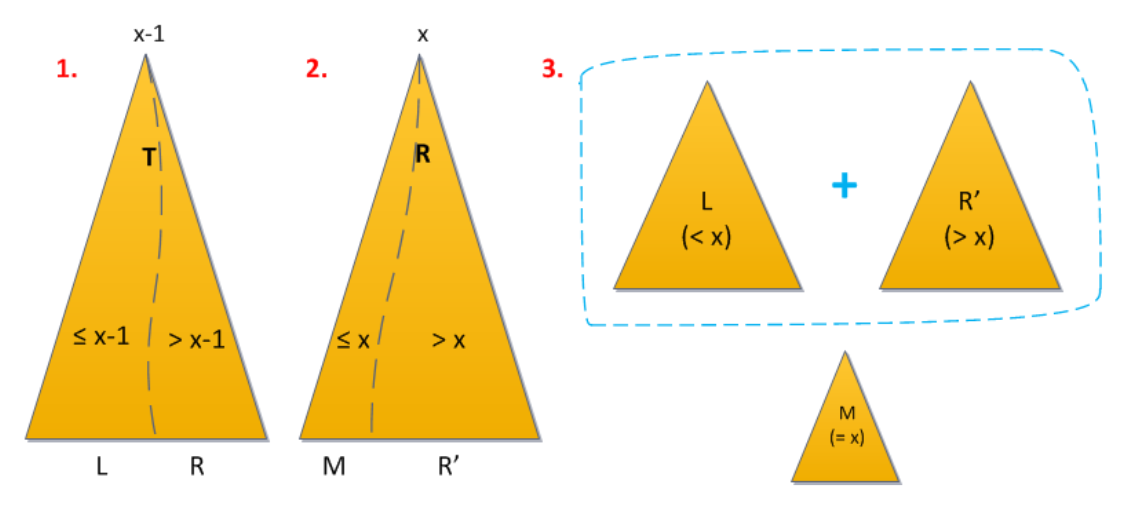 x-1
1.
T
≤ x-1
> x-1
L
R
x
2.
R
≤ x
> x
M
R’
3.
L
(< x)
+
R’
(> x)
M
(= x)